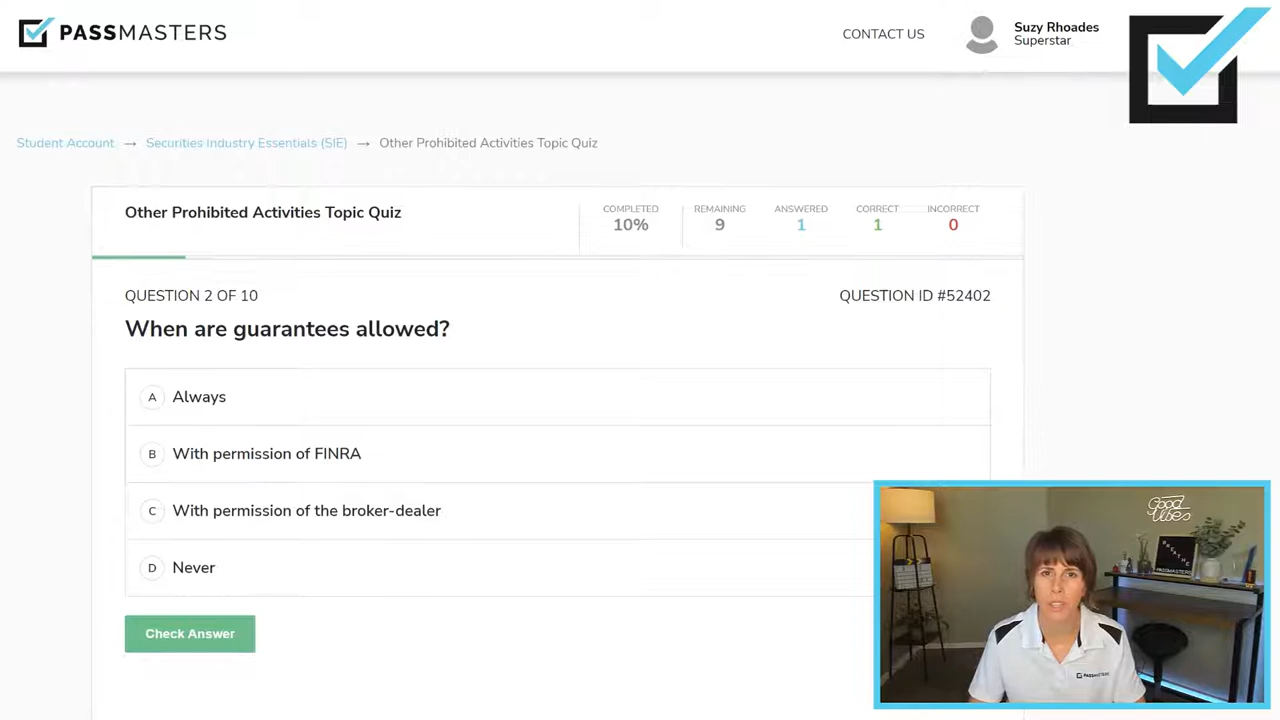 PASSMASTERS
CONTACT US
Suzy Rhoades
Superstar
Student Account → Securities Industry Essentials (SIE) → Other Prohibited Activities Topic Quiz
Other Prohibited Activities Topic Quiz
COMPLETED
10%
REMAINING
9
ANSWERED
1
CORRECT
1
INCORRECT
0
QUESTION 2 OF 10
QUESTION ID #52402
When are guarantees allowed?
A Always
B With permission of FINRA
C With permission of the broker-dealer
D Never
Check Answer
Good
Vibes
BREATHE
PASSMASTERS
PASSMASTERS